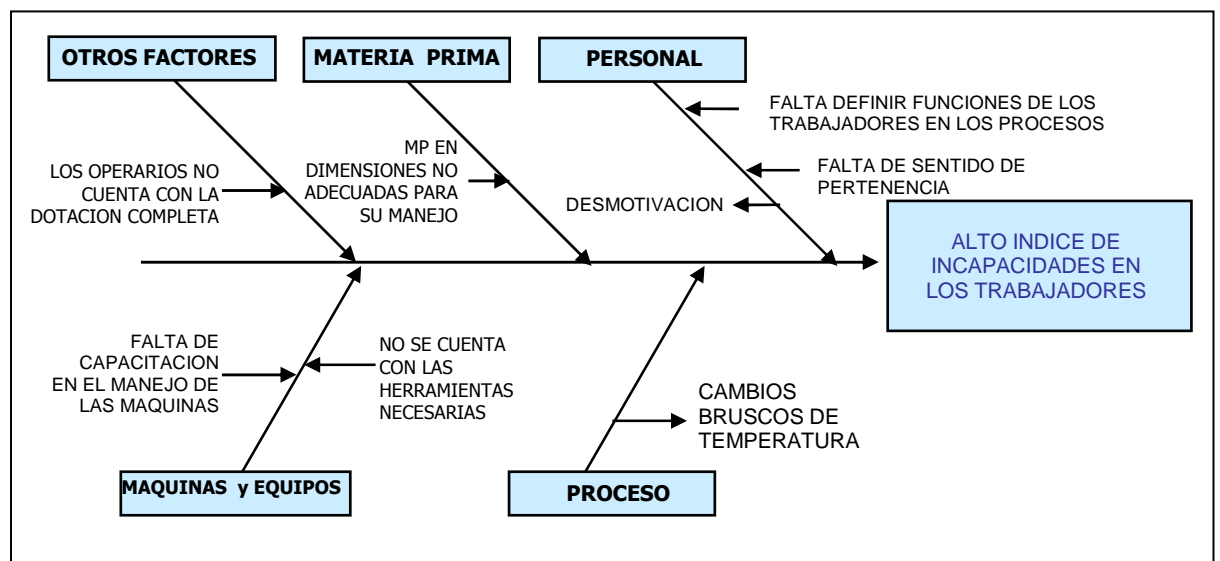 OTROS FACTORES
MATERIA PRIMA
PERSONAL
FALTA DEFINIR FUNCIONES DE LOS
TRABAJADORES EN LOS PROCESOS
MP EN
DIMENSIONES NO
ADECUADAS PARA
SU MANEJO
LOS OPERARIOS NO
CUENTA CON LA
DOTACION COMPLETA
FALTA DE SENTIDO DE
PERTENENCIA
DESMOTIVACION
ALTO INDICE DE
INCAPACIDADES EN
LOS TRABAJADORES
FALTA DE
CAPACITACION
EN EL MANEJO DE
LAS MAQUINAS
NO SE CUENTA
CON LAS
HERRAMIENTAS
NECESARIAS
CAMBIOS
BRUSCOS DE
TEMPERATURA
MAQUINAS y EQUIPOS
PROCESO